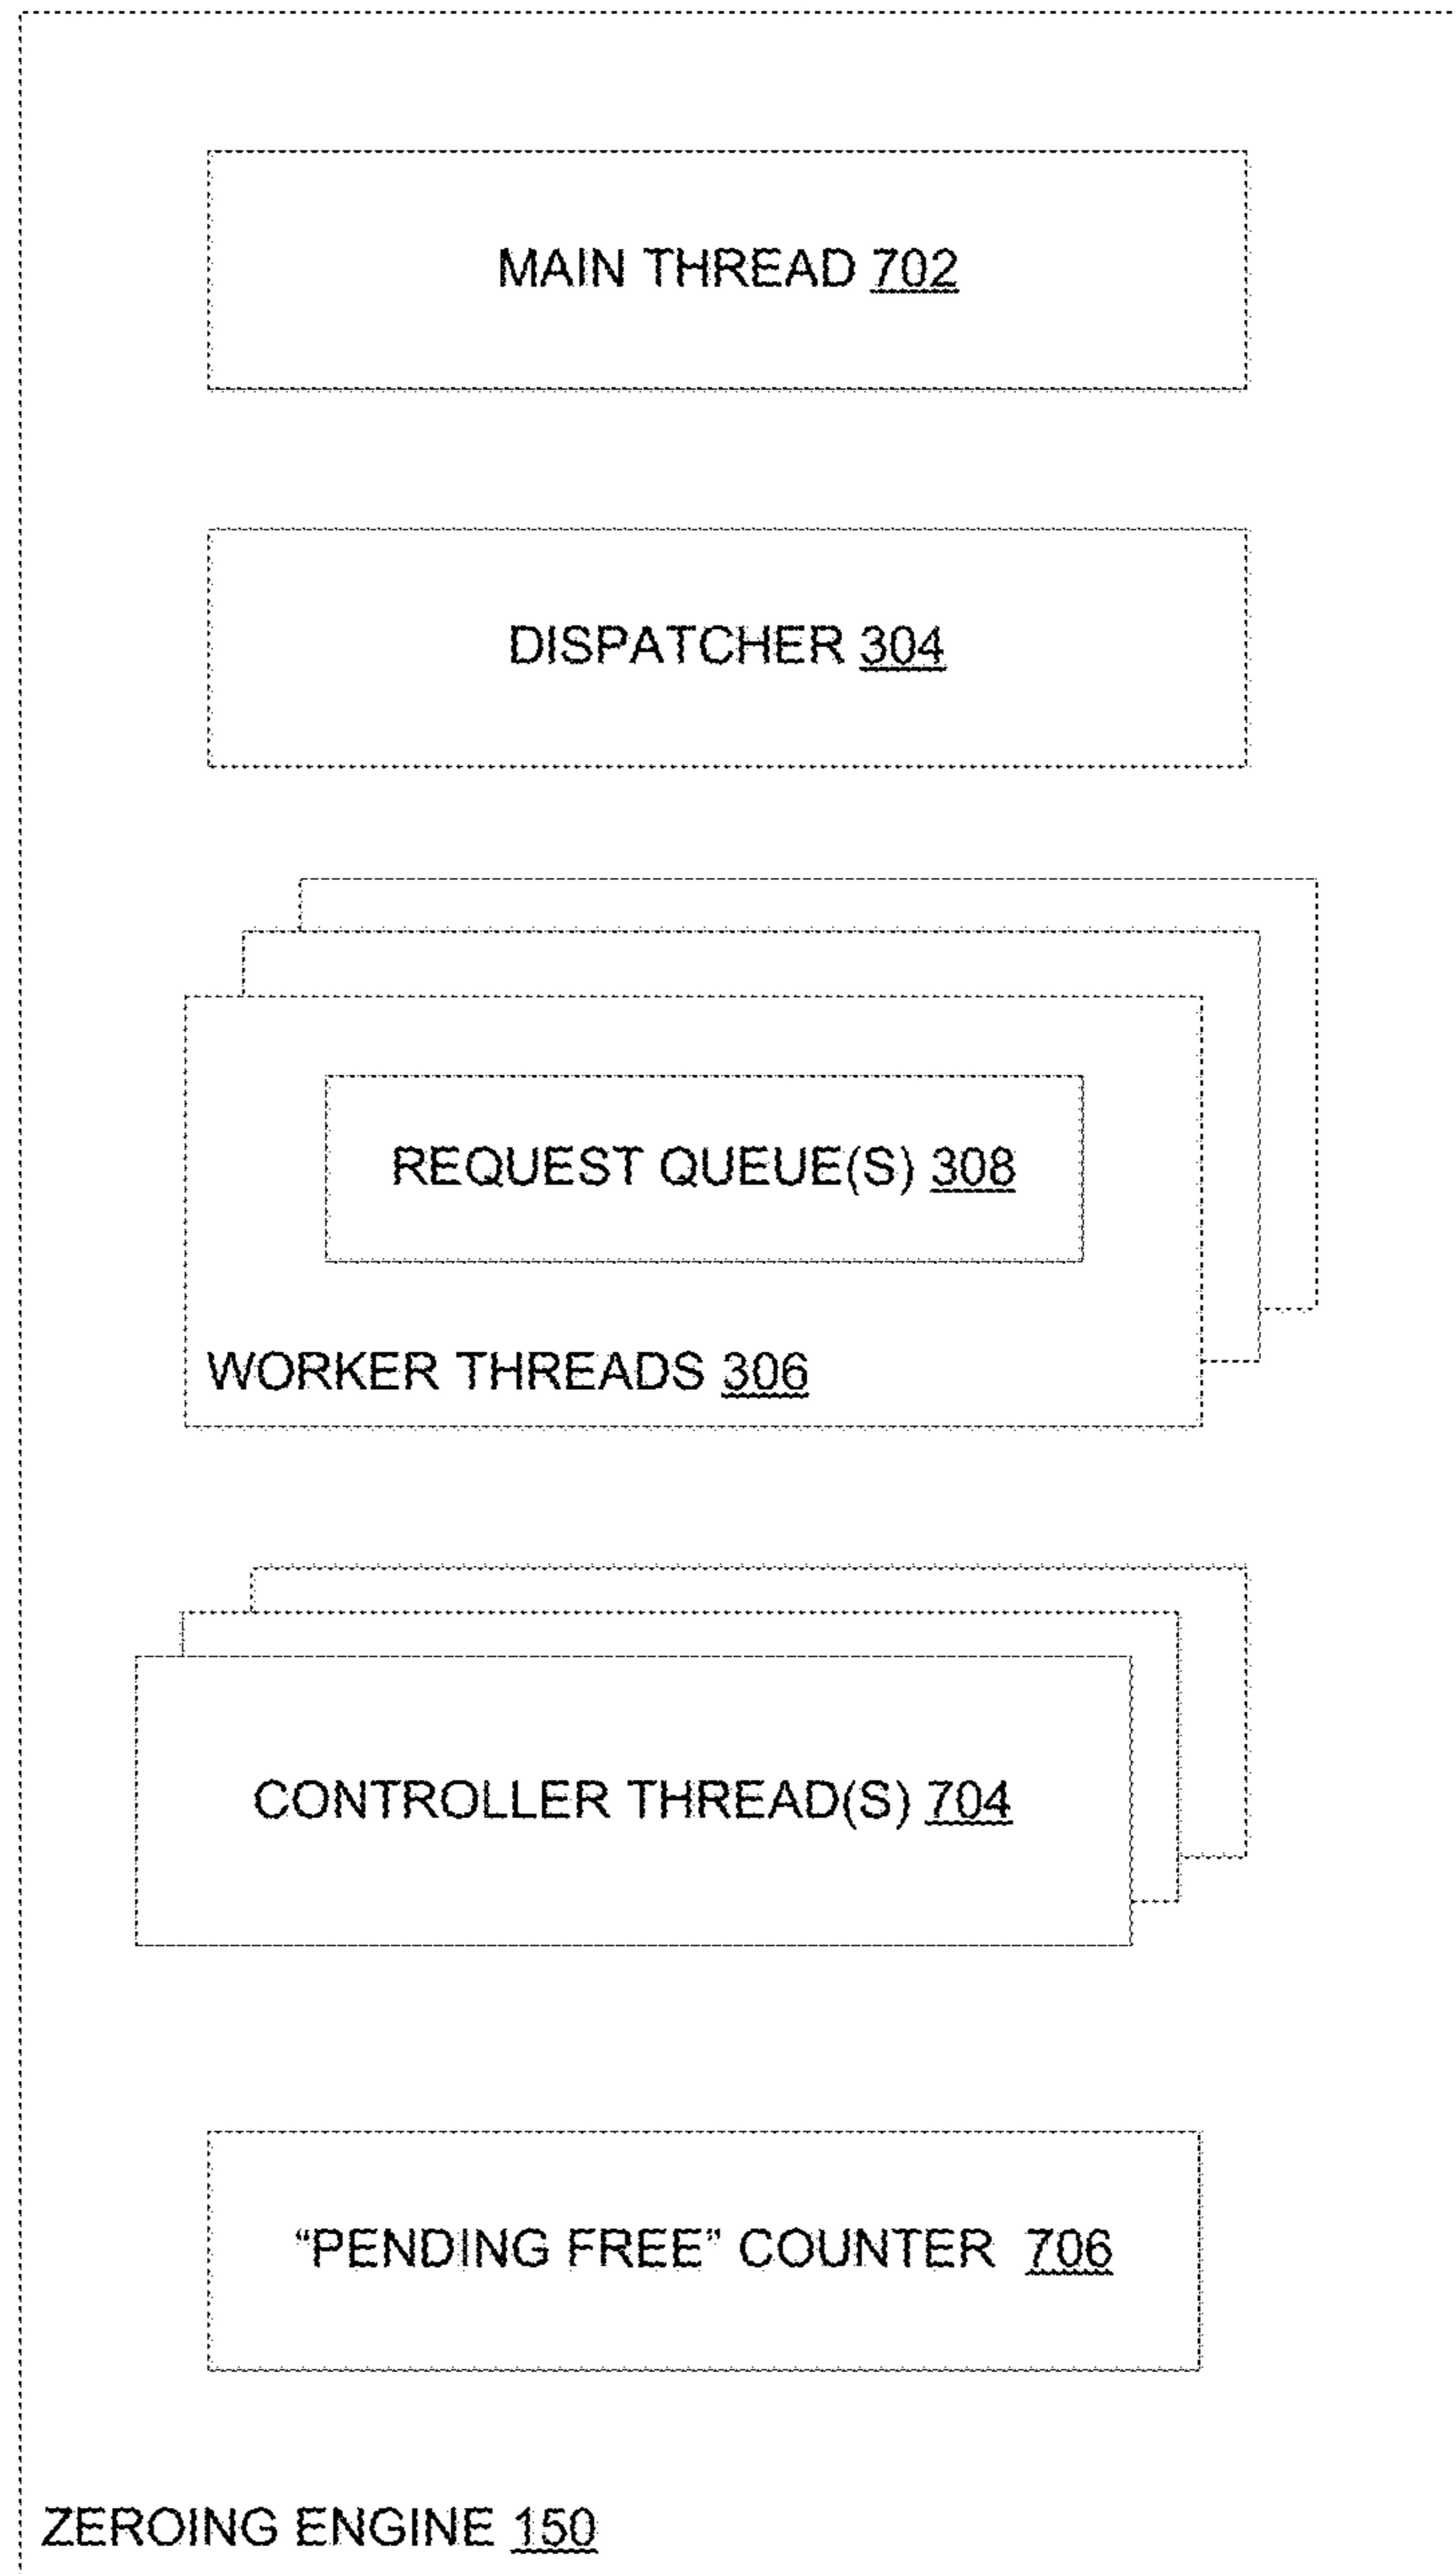 MAIN THREAD 702
DISPATCHER 304
REQUEST QUEUE(S) 308
WORKER THREADS 306
CONTROLLER THREAD(S) 704
“PENDING FREE” COUNTER 706
ZEROING ENGINE 150